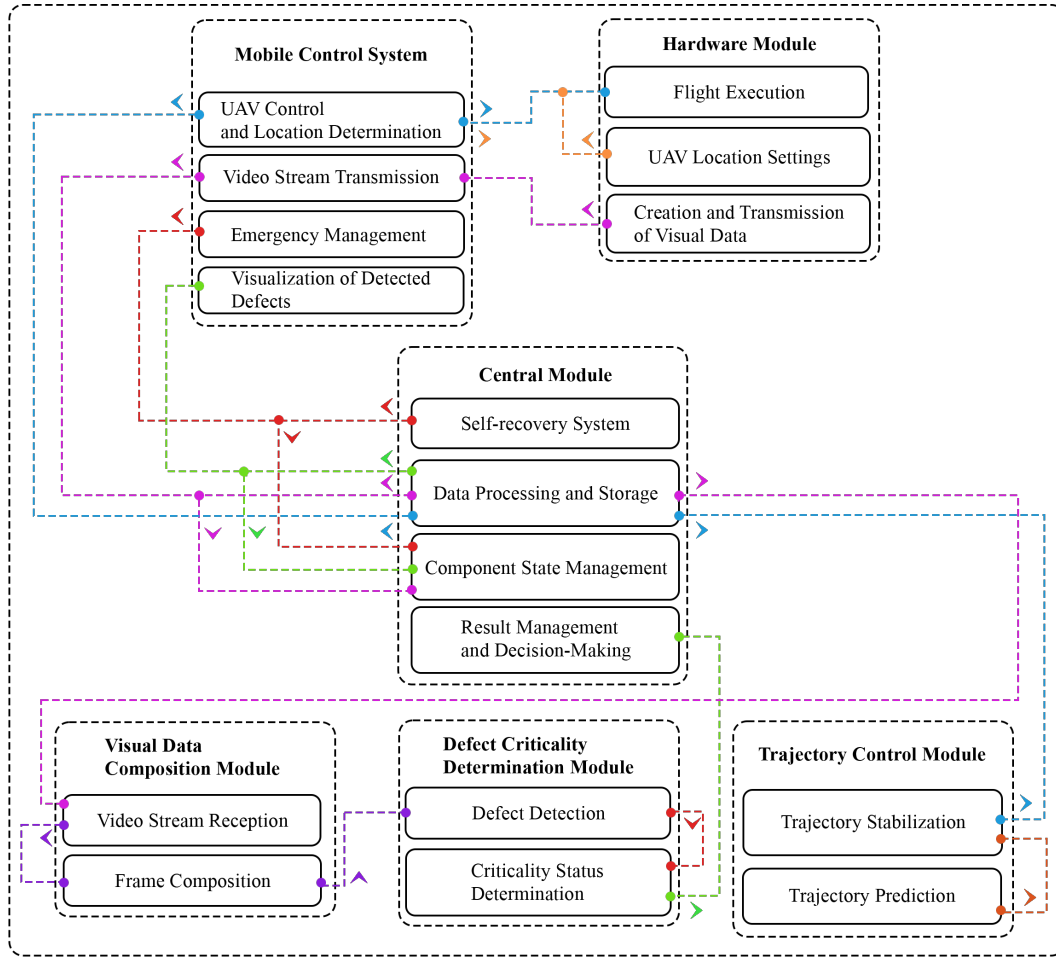 Mobile Control System
UAV Control
and Location Determination
Video Stream Transmission
Emergency Management
Visualization of Detected
Defects
Hardware Module
Flight Execution
UAV Location Settings
Creation and Transmission
of Visual Data
Central Module
Self-recovery System
Data Processing and Storage
Component State Management
Result Management
and Decision-Making
Visual Data
Composition Module
Video Stream Reception
Frame Composition
Defect Criticality
Determination Module
Defect Detection
Criticality Status
Determination
Trajectory Control Module
Trajectory Stabilization
Trajectory Prediction